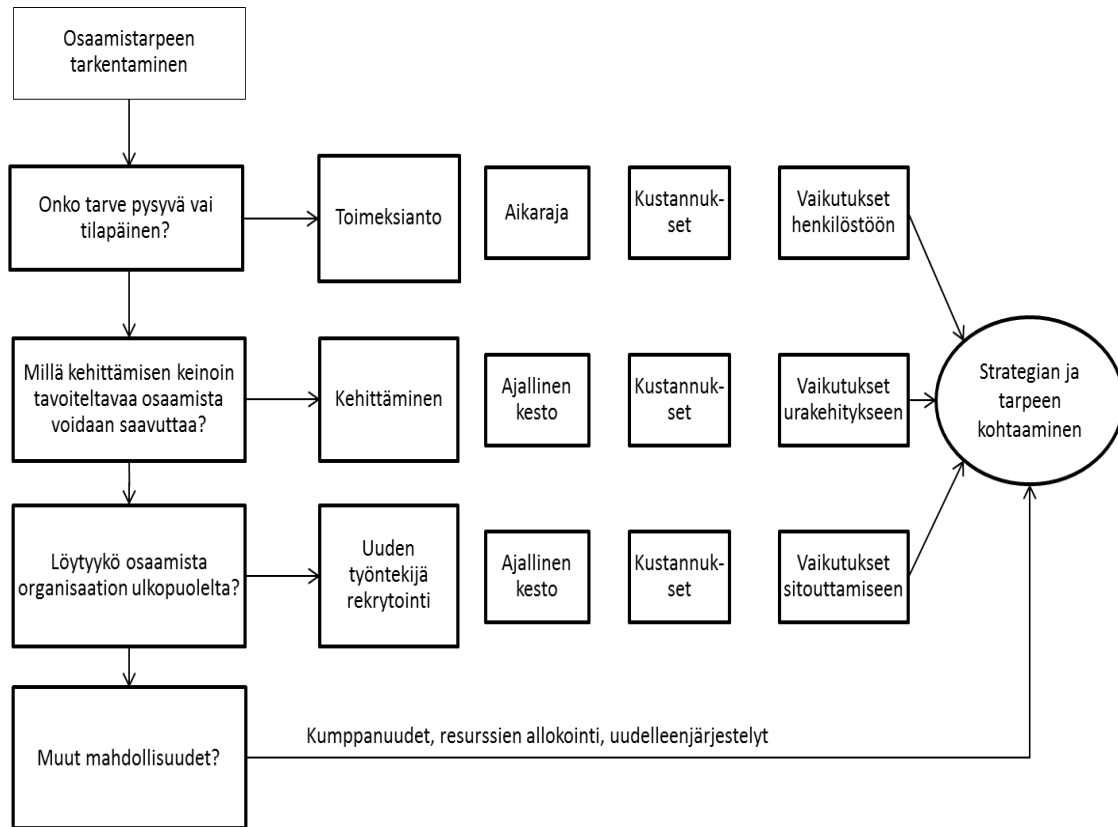 Osaamistarpeen
tarkentaminen
Onko tarve pysyvä vai
tilapäinen?
Toimeksianto
Aikaraja
Kustannuk-
set
Vaikutukset
henkilöstöön
Millä kehittämisen keinoin
tavoiteltavaa osaamista
voidaan saavuttaa?
Kehittäminen
Ajallinen
kesto
Kustannuk-
set
Vaikutukset
urakehitykseen
Strategian ja
tarpeen
kohtaaminen
Löytyykö osaamista
organisaation ulkopuolelta?
Uuden
työntekijä
rekrytointi
Ajallinen
kesto
Kustannuk-
set
Vaikutukset
sitouttamiseen
Muut mahdollisuudet?
Kumppanuudet, resurssien allokointi, uudelleenjärjestelyt